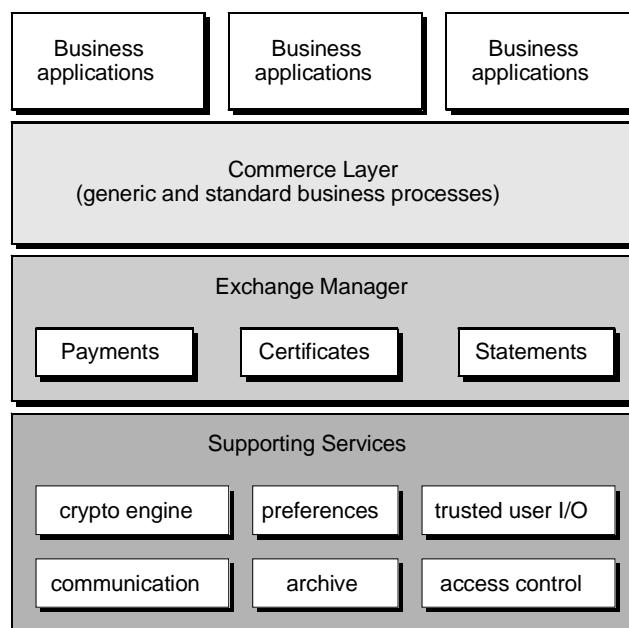 Business
applications
Business
applications
Business
applications
Commerce Layer
(generic and standard business processes)
Exchange Manager
Payments
Certificates
Statements
Supporting Services
crypto engine
preferences
trusted user I/O
communication
archive
access control